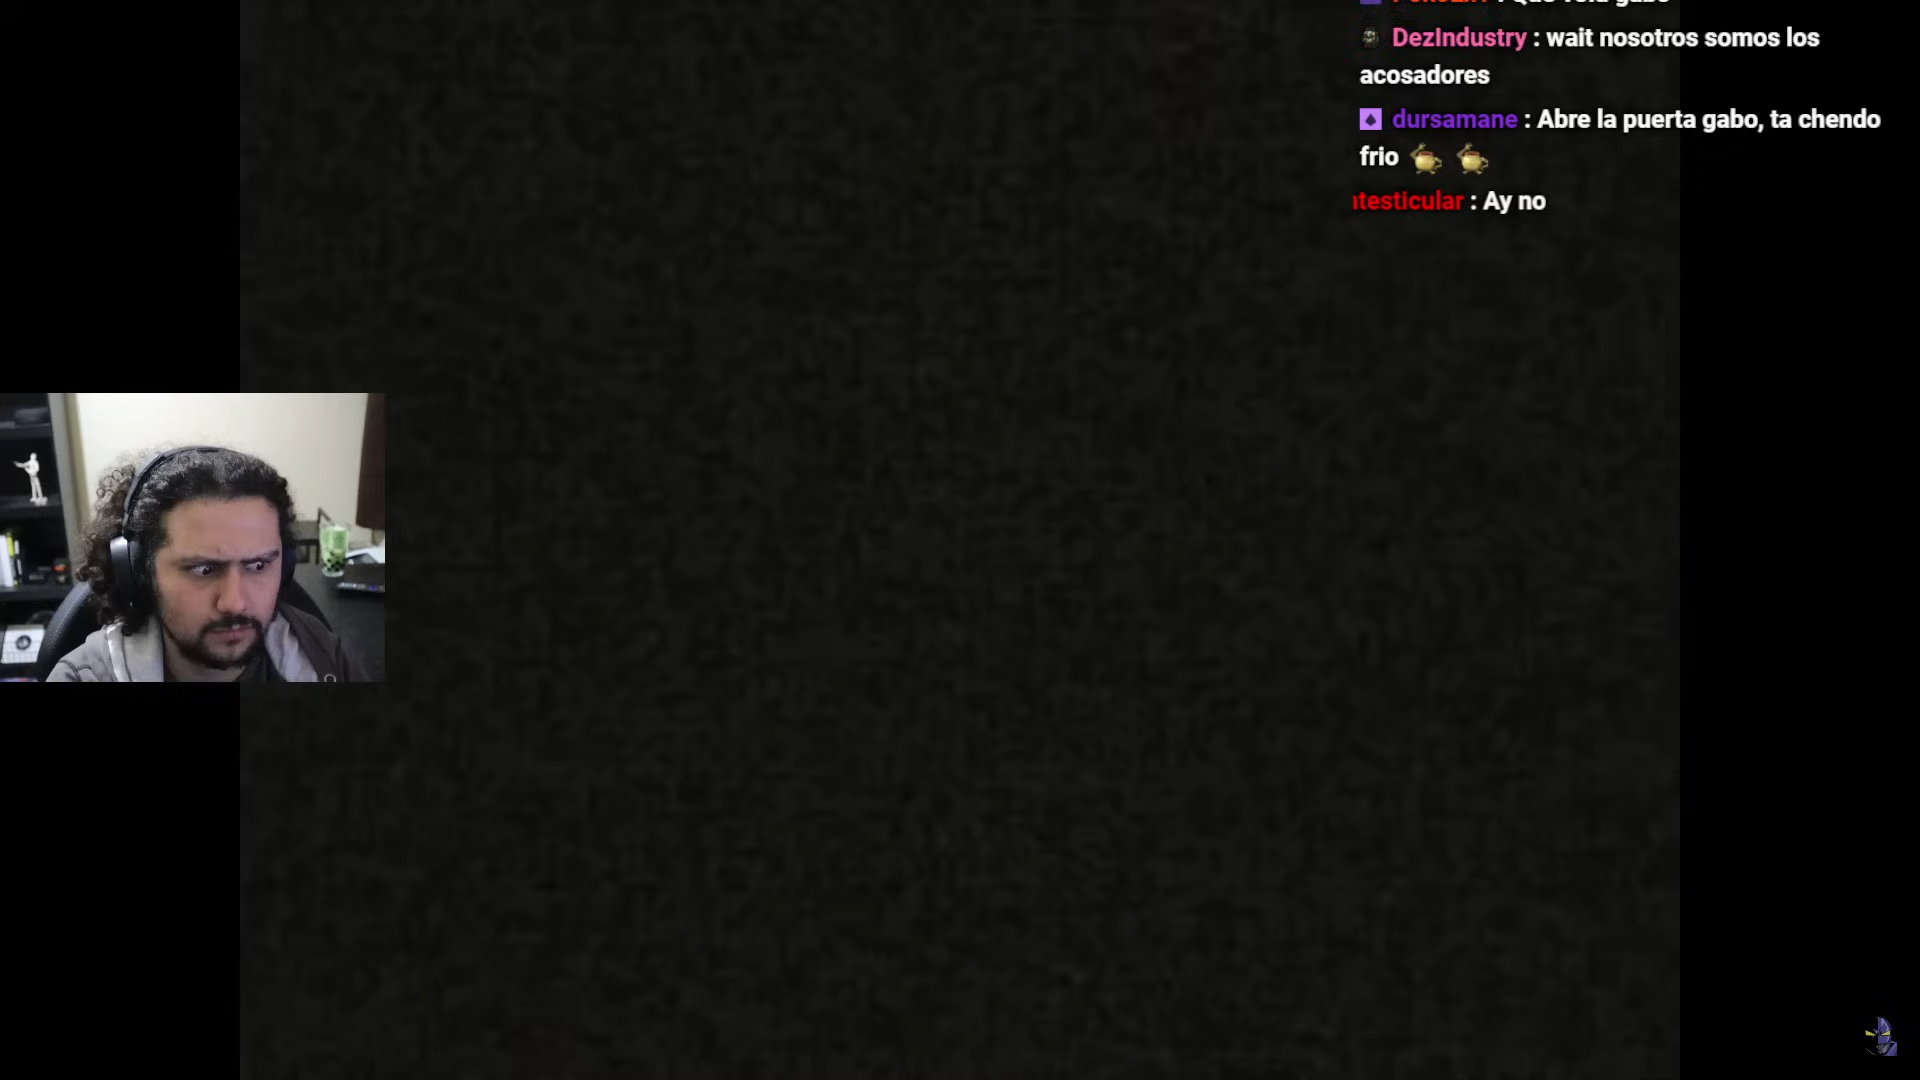 DezIndustry : wait nosotros somos los
acosadores
dursamane : Abre la puerta gabo, ta chendo
frio
testicular : Ay no